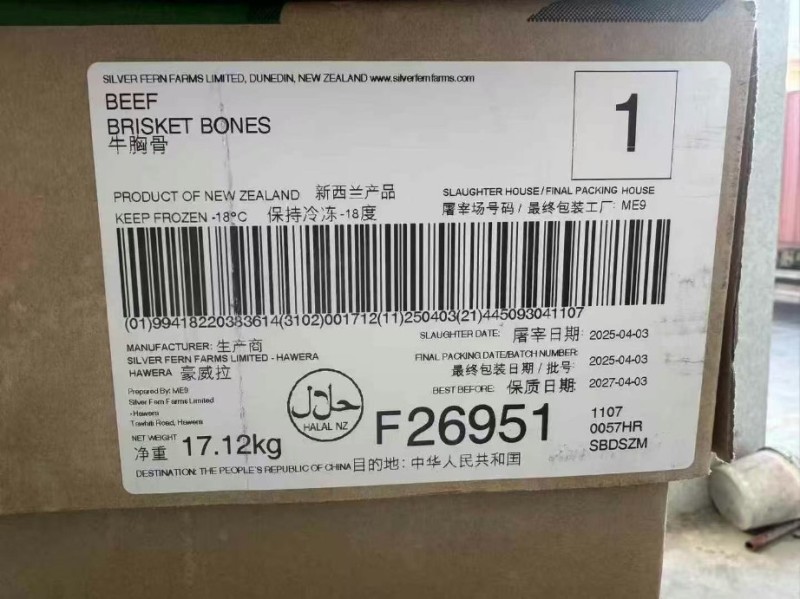 SILVER FERN FARMS LIMITED, DUNEDIN, NEW ZEALAND www.silverfernfarms.com
BEEF
BRISKET BONES
牛胸骨
1
PRODUCT OF NEW ZEALAND 新西兰产品
KEEP FROZEN -18°C 保持冷冻-18度
SLAUGHTER HOUSE/FINAL PACKING HOUSE
屠宰场号码/最终包装工厂: ME9
(01)99418220383614(3102)001712(11)250403(21)445093041107
MANUFACTURER: 生产商
SILVER FERN FARMS LIMITED - HAWERA
HAWERA 豪威拉
Prepared By: ME9
Silver Fern Farms Limited
-Hawera
Road, Hawera
NET WEIGHT
净重 17.12kg
حلال
HALAL NZ
SLAUGHTER DATE: 屠宰日期: 2025-04-03
FINAL PACKING DATE/BATCH NUMBER:
最终包装日期/批号: 2025-04-03
BEST BEFORE: 保质日期: 2027-04-03
F26951
1107
0057HR
SBDSZM
DESTINATION: THE PEOPLE'S REPUBLIC OF CHINA 目的地: 中华人民共和国